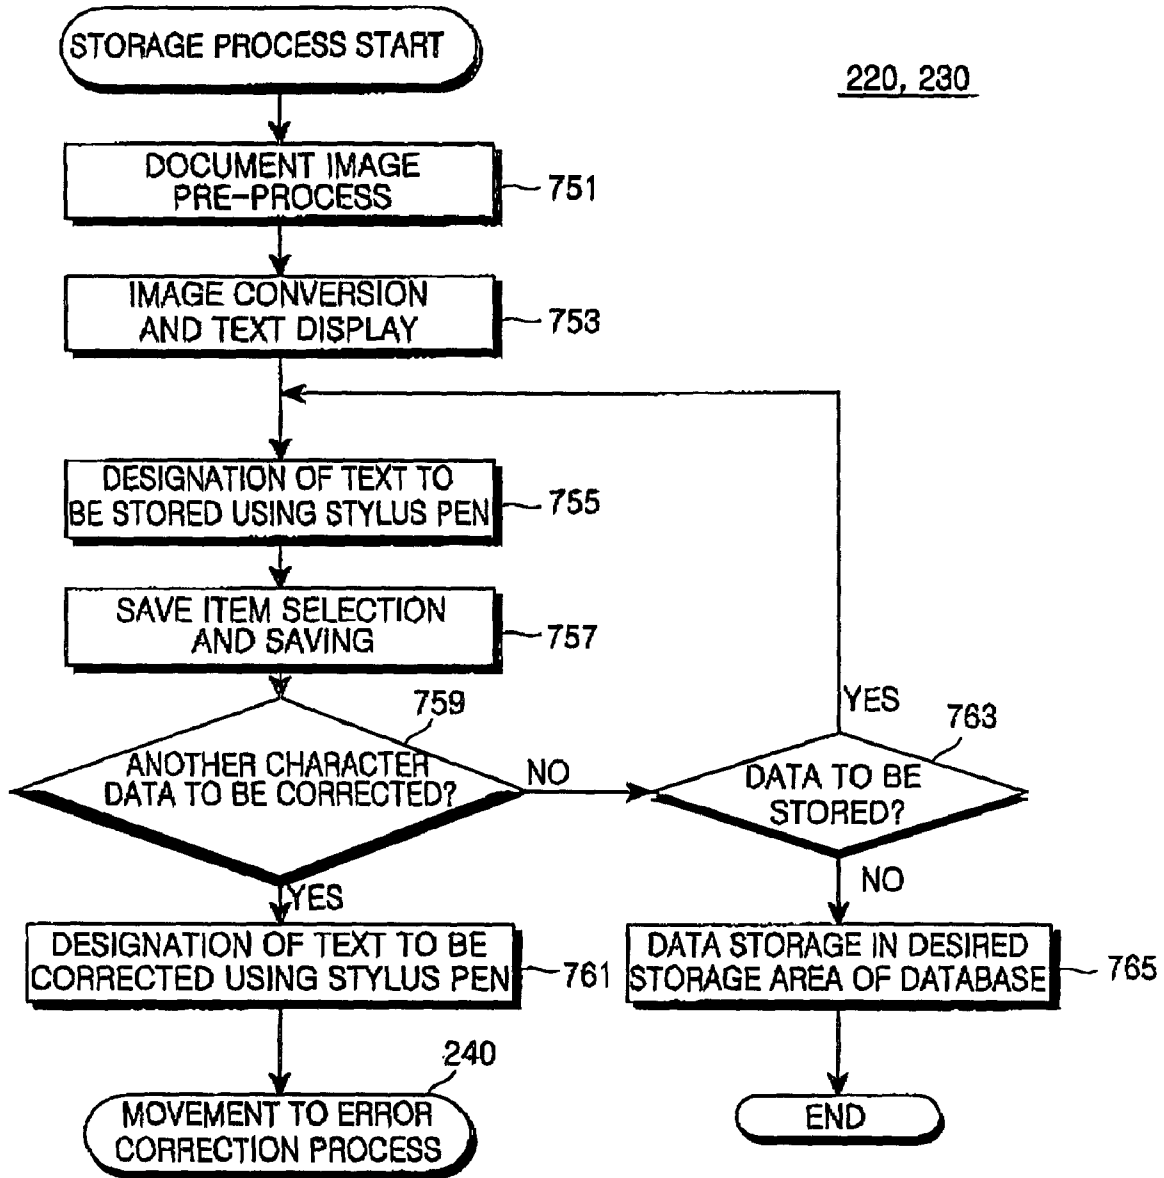 STORAGE PROCESS START
220, 230
DOCUMENT IMAGE
PRE-PROCESS
751
IMAGE CONVERSION
AND TEXT DISPLAY
753
DESIGNATION OF TEXT TO
BE STORED USING STYLUS PEN
755
SAVE ITEM SELECTION
AND SAVING
757
759
ANOTHER CHARACTER
DATA TO BE CORRECTED?
NO
YES
YES
763
DATA TO BE
STORED?
NO
DESIGNATION OF TEXT TO BE
CORRECTED USING STYLUS PEN
761
DATA STORAGE IN DESIRED
STORAGE AREA OF DATABASE
765
240
MOVEMENT TO ERROR
CORRECTION PROCESS
END